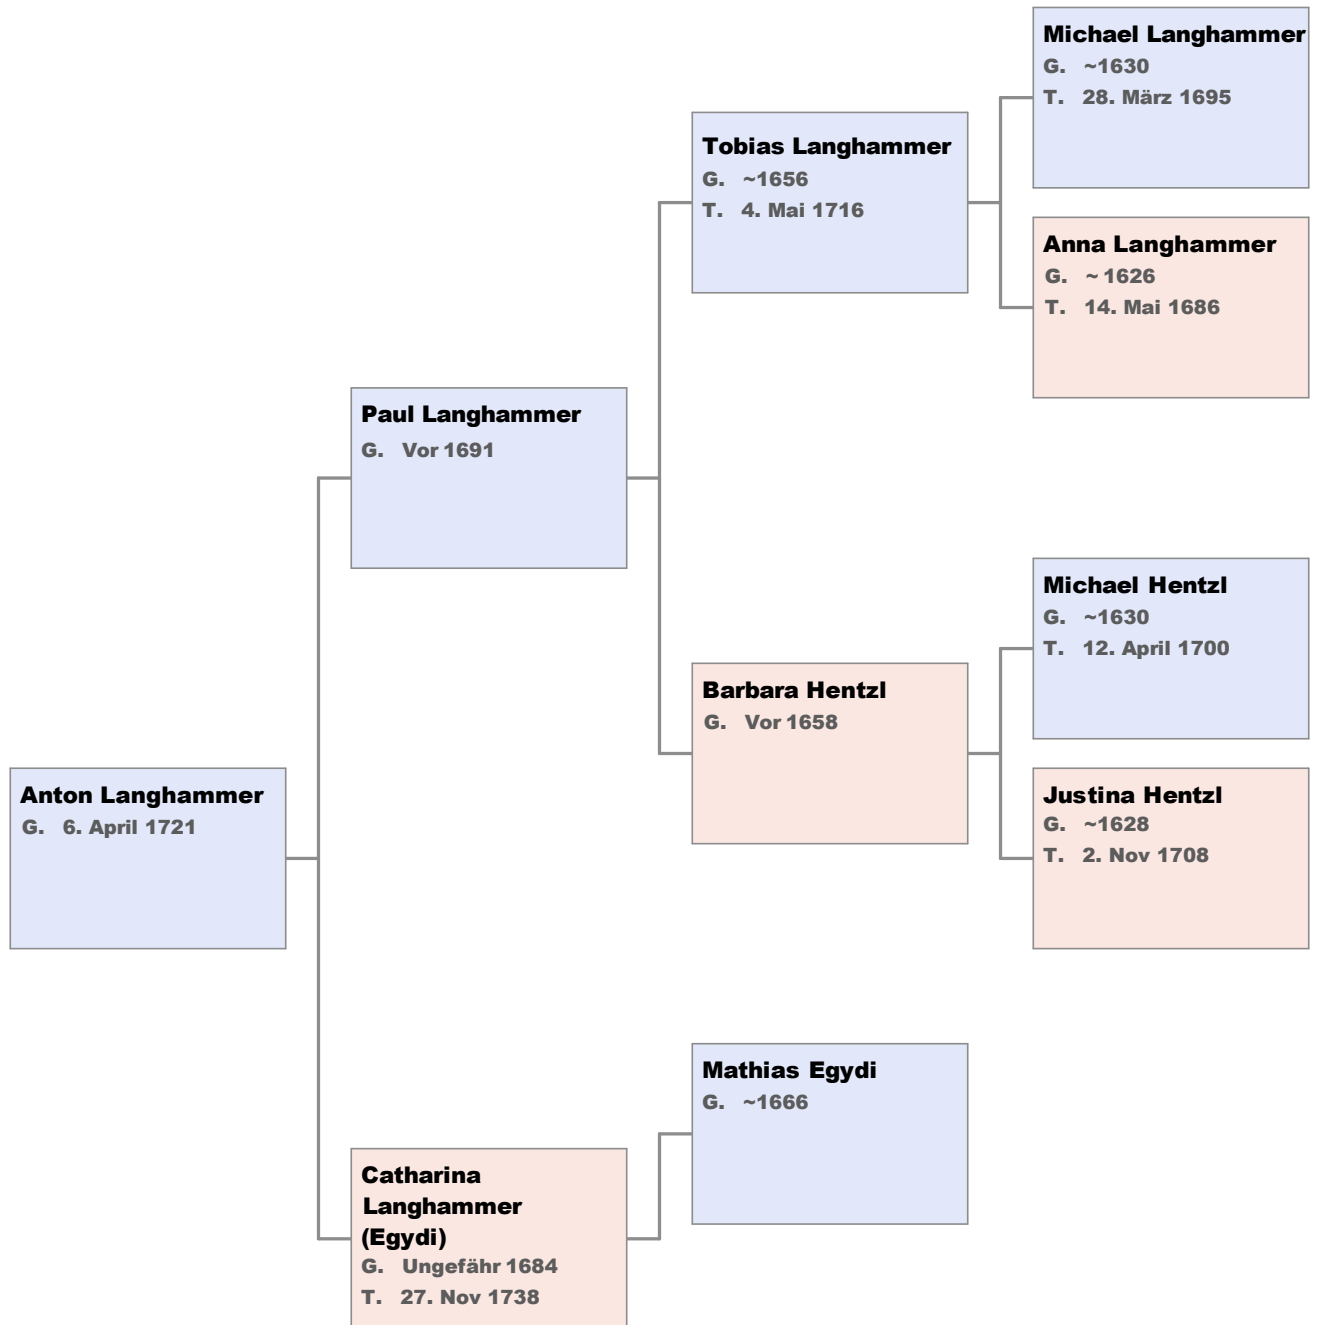 Michael Langhammer
G. ~1630
T. 28. März 1695
Tobias Langhammer
G. ~1656
T. 4. Mai 1716
Anna Langhammer
G. ~ 1626
T. 14. Mai 1686
Paul Langhammer
G. Vor 1691
Michael Hentzl
G. ~1630
T. 12. April 1700
Barbara Hentzl
G. Vor 1658
Anton Langhammer
G. 6. April 1721
Justina Hentzl
G. ~1628
T. 2. Nov 1708
Mathias Egydi
G. ~1666
Catharina
Langhammer
(Egydi)
G. Ungefähr 1684
T. 27. Nov 1738